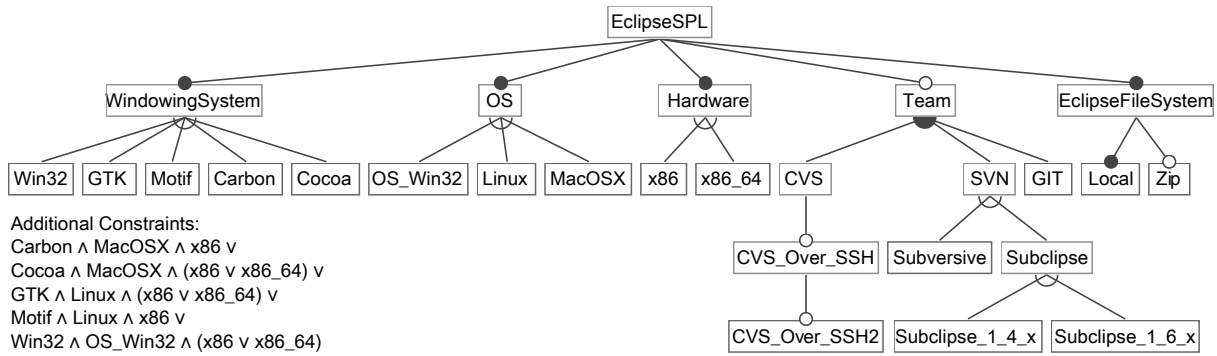 EclipseSPL
WindowingSystem OS Hardware Team EclipseFileSystem
Win32 GTK Motif Carbon Cocoa OS_Win32 Linux MacOSX x86 x86_64 CVS SVN GIT Local Zip
CVS_Over_SSH Subversive Subclipse
CVS_Over_SSH2 Subclipse_1_4_x Subclipse_1_6_x
Additional Constraints:
Carbon ∧ MacOSX ∧ x86 ∨
Cocoa ∧ MacOSX ∧ (x86 ∨ x86_64) ∨
GTK ∧ Linux ∧ (x86 ∨ x86_64) ∨
Motif ∧ Linux ∧ x86 ∨
Win32 ∧ OS_Win32 ∧ (x86 ∨ x86_64)